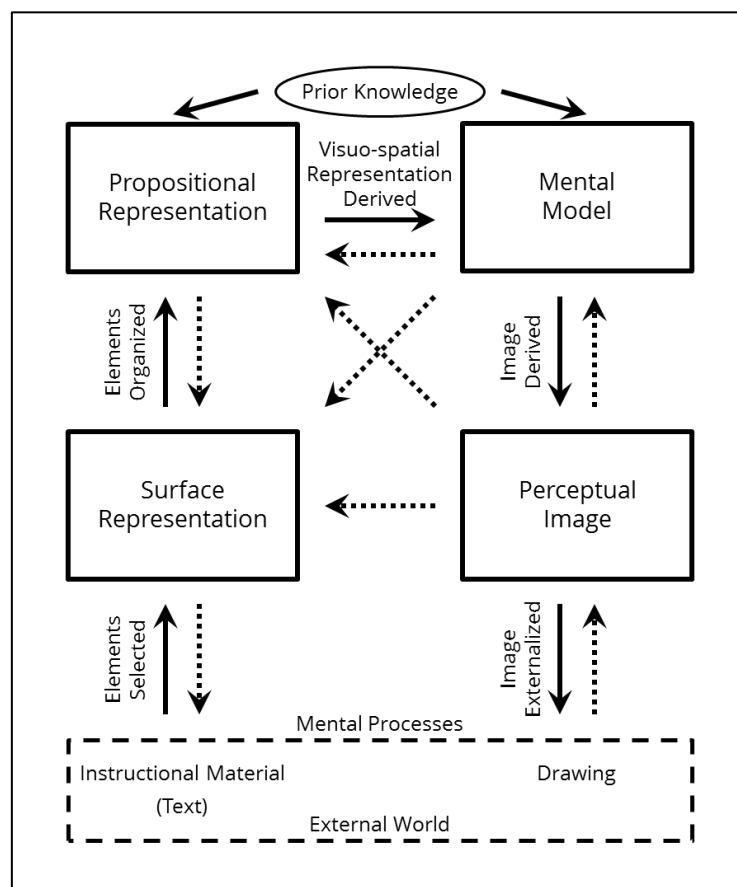 Prior Knowledge
Propositional
Representation
Visuo-spatial
Representation
Derived
Mental
Model
Elements
Organized
Image
Derived
Surface
Representation
Perceptual
Image
Elements
Selected
Image
Externalized
Mental Processes
Instructional Material
(Text)
Drawing
External World